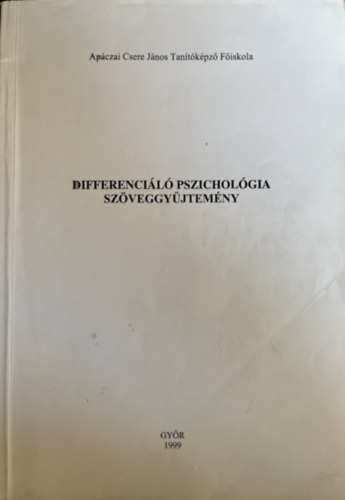 Apáczai Csere János Tanítóképző Főiskola
DIFFERENCIÁLÓ PSZICHOLÓGIA
SZÖVEGGYŰJTEMÉNY
GYŐR
1999